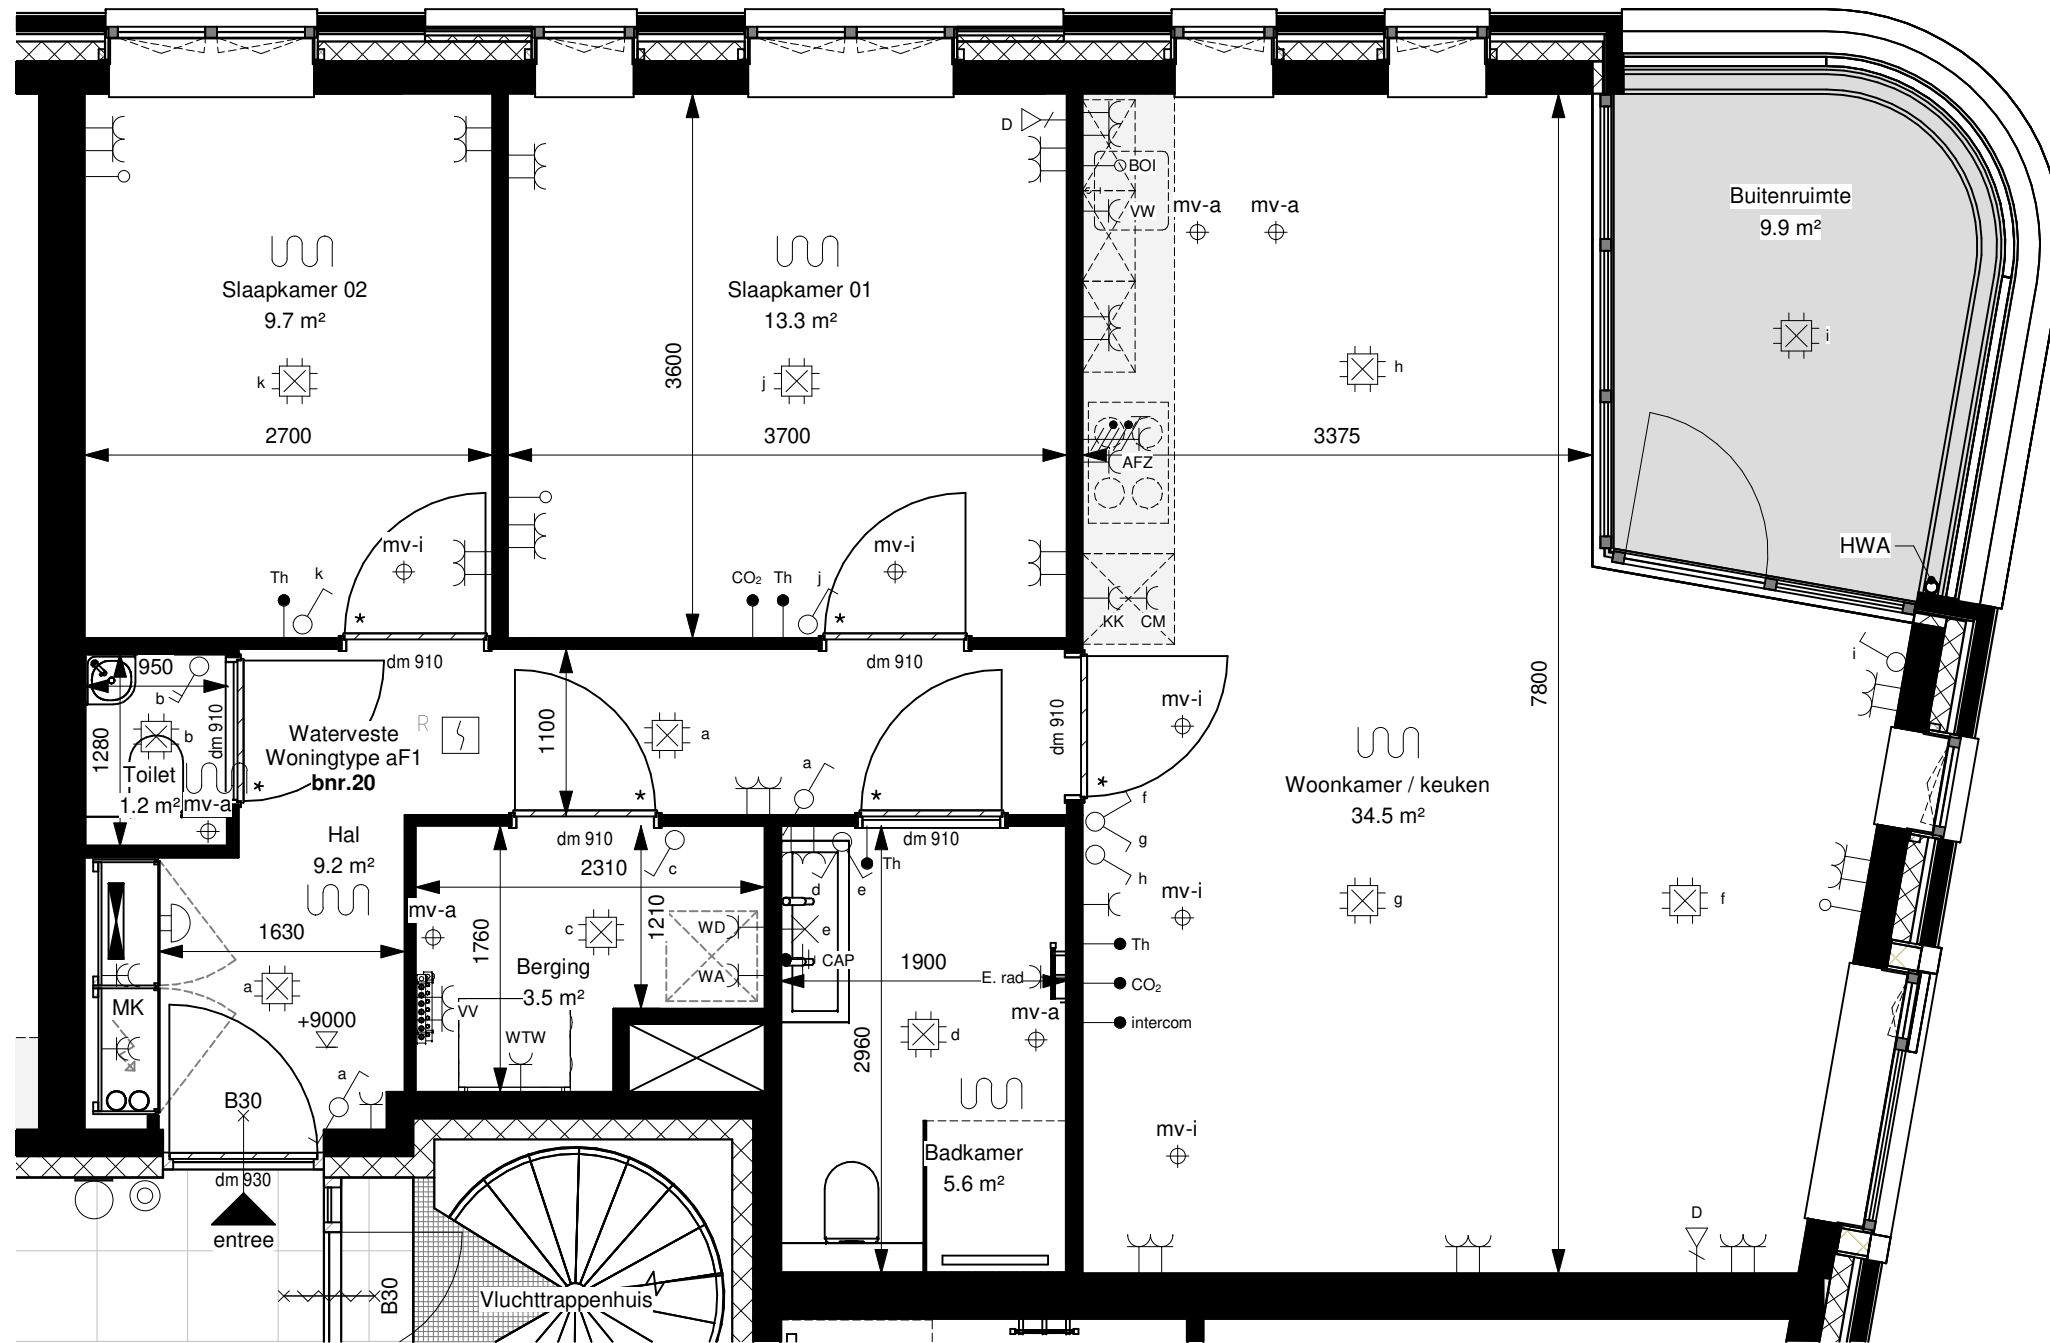 D
BOI
VW
mv-a
mv-a
Buitenruimte
9.9 m²
i
Slaapkamer 02
9.7 m²
k
2700
Slaapkamer 01
13.3 m²
j
3600
3700
h
3375
AFZ
HWA
mv-i
Th
k
*
mv-i
CO₂
Th
j
*
KK
CM
dm 910
dm 910
i
950
b
b
dm 910
1280
Toilet
1.2 m²
mv-a
*
Waterveste
Woningtype aF1
bnr.20
R
1100
a
*
a
*
dm 910
mv-i
*
7800
Woonkamer / keuken
34.5 m²
f
g
h
Hal
9.2 m²
dm 910
2310
c
dm 910
Th
d
e
mv-i
g
f
1630
mv-a
1760
c
1210
WD
WA
e
CAP
1900
E. rad
Th
CO₂
intercom
MK
a
+9000
Berging
3.5 m²
VV
WTW
mv-a
d
2960
a
B30
mv-i
Badkamer
5.6 m²
dm 930
entree
B30
Vluchttrappenhuis
D